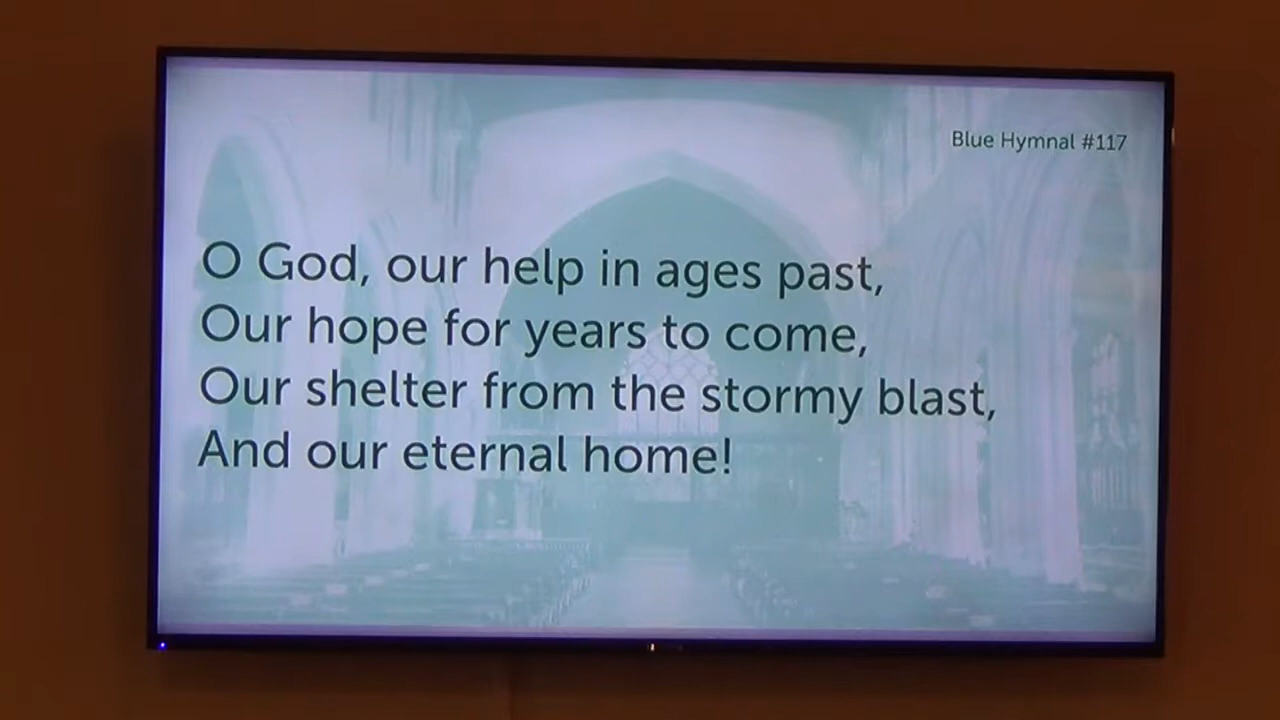 Blue Hymnal #117
O God, our help in ages past,
Our hope for years to come,
Our shelter from the stormy blast,
And our eternal home!